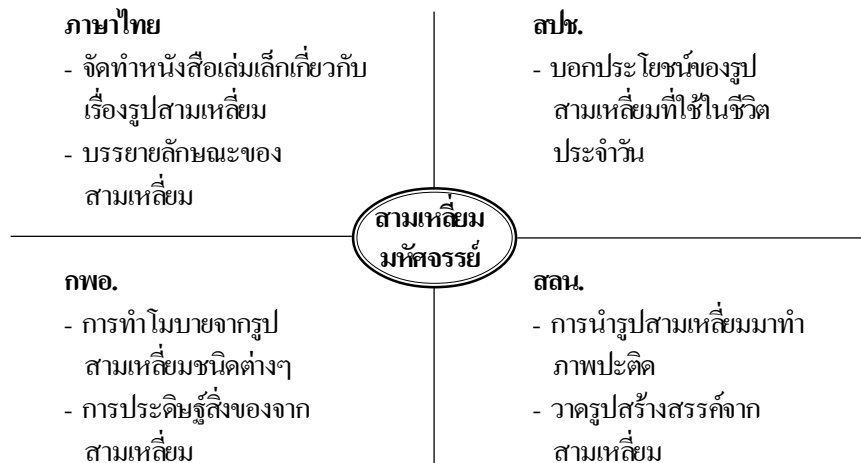 ภาษาไทย
- จัดทำหนังสือเล่มเล็กเกี่ยวกับ
เรื่องรูปสามเหลี่ยม
- บรรยายลักษณะของ
สามเหลี่ยม
สปช.
- บอกประโยชน์ของรูป
สามเหลี่ยมที่ใช้ในชีวิต
ประจำวัน
สามเหลี่ยม
มหัศจรรย์
กพอ.
- การทำโมบายจากรูป
สามเหลี่ยมชนิดต่างๆ
- การประดิษฐ์สิ่งของจาก
สามเหลี่ยม
สลน.
- การนำรูปสามเหลี่ยมมาทำ
ภาพปะติด
- วาดรูปสร้างสรรค์จาก
สามเหลี่ยม